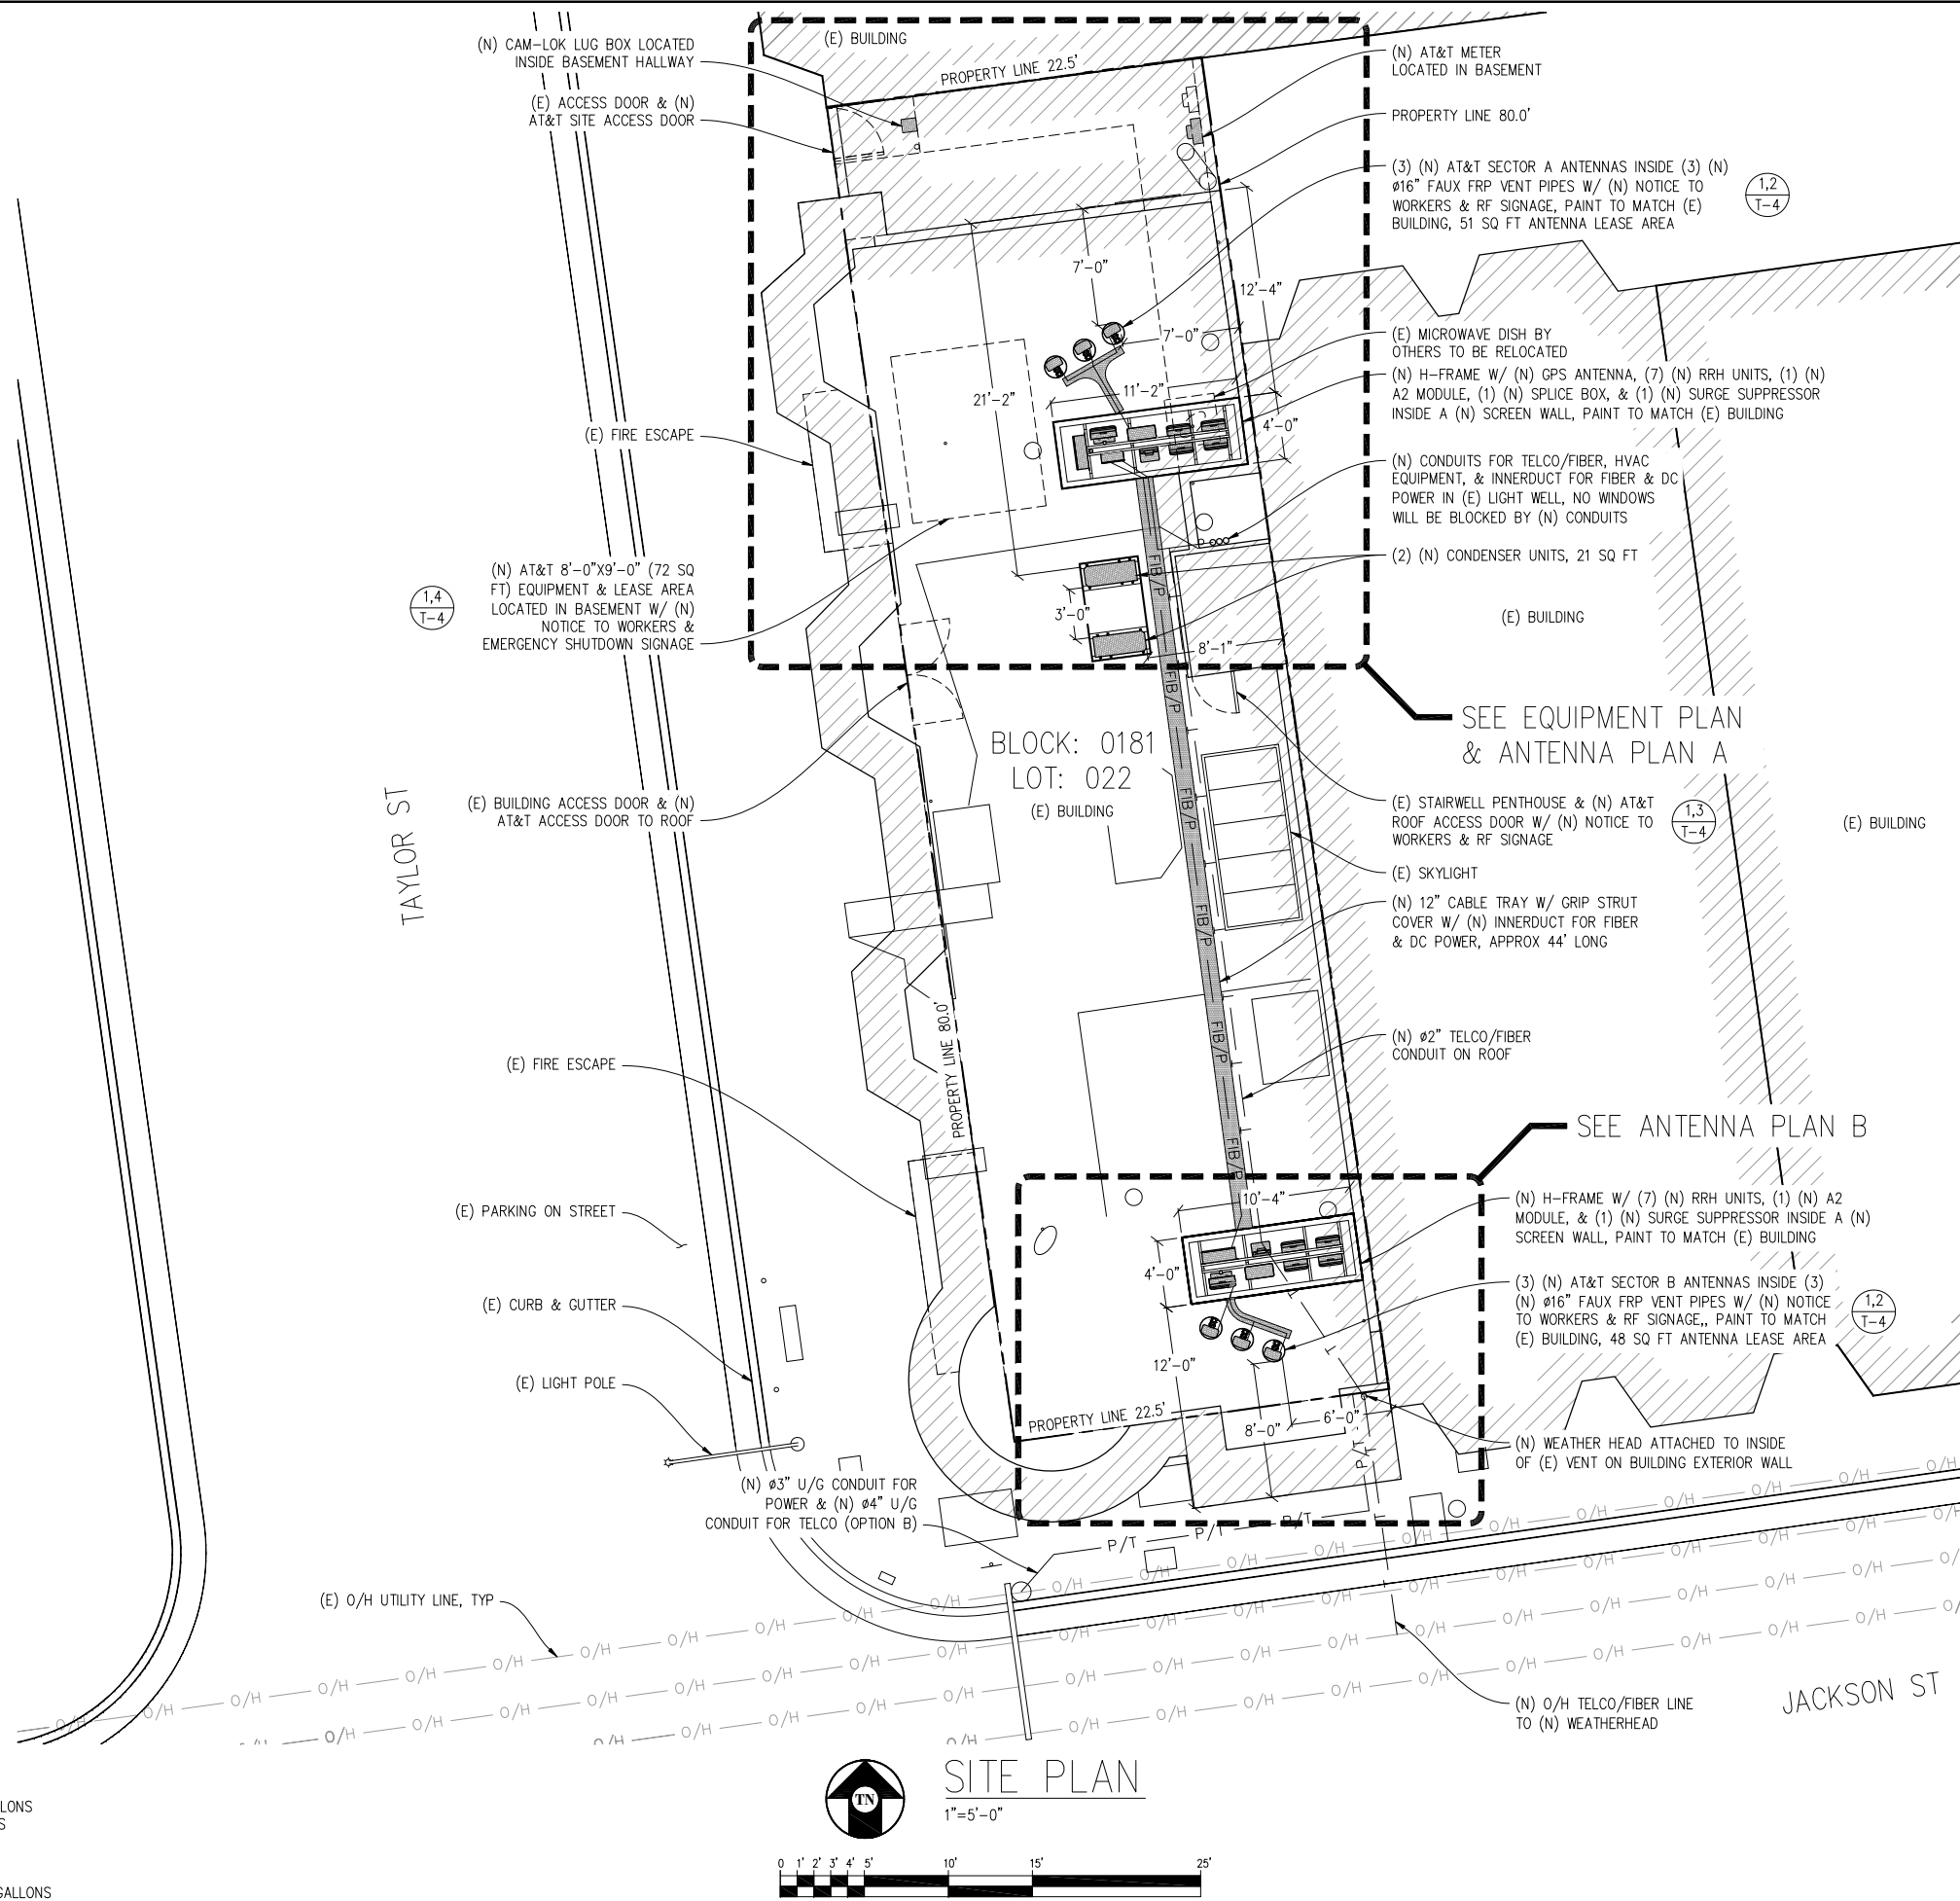 (E) BUILDING
PROPERTY LINE 22.5'
(N) CAM-LOK LUG BOX LOCATED
INSIDE BASEMENT HALLWAY
(E) ACCESS DOOR & (N)
AT&T SITE ACCESS DOOR
(N) AT&T METER
LOCATED IN BASEMENT
PROPERTY LINE 80.0'
(3) (N) AT&T SECTOR A ANTENNAS INSIDE (3) (N)
ø16" FAUX FRP VENT PIPES W/ (N) NOTICE TO
WORKERS & RF SIGNAGE, PAINT TO MATCH (E)
BUILDING, 51 SQ FT ANTENNA LEASE AREA
1,2
T-4
7'-0"
12'-4"
7'-0"
11'-2"
21'-2"
4'-0"
(E) MICROWAVE DISH BY
OTHERS TO BE RELOCATED
(N) H-FRAME W/ (N) GPS ANTENNA, (7) (N) RRH UNITS, (1) (N)
A2 MODULE, (1) (N) SPLICE BOX, & (1) (N) SURGE SUPPRESSOR
INSIDE A (N) SCREEN WALL, PAINT TO MATCH (E) BUILDING
(E) FIRE ESCAPE
(N) CONDUITS FOR TELCO/FIBER, HVAC
EQUIPMENT, & INNERDUCT FOR FIBER & DC
POWER IN (E) LIGHT WELL, NO WINDOWS
WILL BE BLOCKED BY (N) CONDUITS
(2) (N) CONDENSER UNITS, 21 SQ FT
(N) AT&T 8'-0"X9'-0" (72 SQ
FT) EQUIPMENT & LEASE AREA
LOCATED IN BASEMENT W/ (N)
NOTICE TO WORKERS &
EMERGENCY SHUTDOWN SIGNAGE
1,4
T-4
3'-0"
8'-1"
FIB/P
FIB/P
FIB/P
FIB/P
FIB/P
FIB/P
(E) BUILDING
SEE EQUIPMENT PLAN
& ANTENNA PLAN A
BLOCK: 0181
LOT: 022
(E) BUILDING
TAYLOR ST
(E) BUILDING ACCESS DOOR & (N)
AT&T ACCESS DOOR TO ROOF
(E) STAIRWELL PENTHOUSE & (N) AT&T
ROOF ACCESS DOOR W/ (N) NOTICE TO
WORKERS & RF SIGNAGE
1,3
T-4
(E) BUILDING
(E) SKYLIGHT
(N) 12" CABLE TRAY W/ GRIP STRUT
COVER W/ (N) INNERDUCT FOR FIBER
& DC POWER, APPROX 44' LONG
PROPERTY LINE 80.0'
(E) FIRE ESCAPE
(N) ø2" TELCO/FIBER
CONDUIT ON ROOF
SEE ANTENNA PLAN B
(E) PARKING ON STREET
10'-4"
(N) H-FRAME W/ (7) (N) RRH UNITS, (1) (N) A2
MODULE, & (1) (N) SURGE SUPPRESSOR INSIDE A (N)
SCREEN WALL, PAINT TO MATCH (E) BUILDING
4'-0"
(E) CURB & GUTTER
(3) (N) AT&T SECTOR B ANTENNAS INSIDE (3)
(N) ø16" FAUX FRP VENT PIPES W/ (N) NOTICE
TO WORKERS & RF SIGNAGE,, PAINT TO MATCH
(E) BUILDING, 48 SQ FT ANTENNA LEASE AREA
1,2
T-4
12'-0"
(E) LIGHT POLE
PROPERTY LINE 22.5'
8'-0"
6'-0"
P/T
(N) WEATHER HEAD ATTACHED TO INSIDE
OF (E) VENT ON BUILDING EXTERIOR WALL
(N) ø3" U/G CONDUIT FOR
POWER & (N) ø4" U/G
CONDUIT FOR TELCO (OPTION B)
P/T P/T P/T
(E) O/H UTILITY LINE, TYP
O/H O/H O/H O/H O/H O/H O/H O/H
(N) O/H TELCO/FIBER LINE
TO (N) WEATHERHEAD
JACKSON ST
TN
SITE PLAN
1"=5'-0"
0 1' 2' 3' 4' 5' 10' 15' 25'
LONS
S
GALLONS